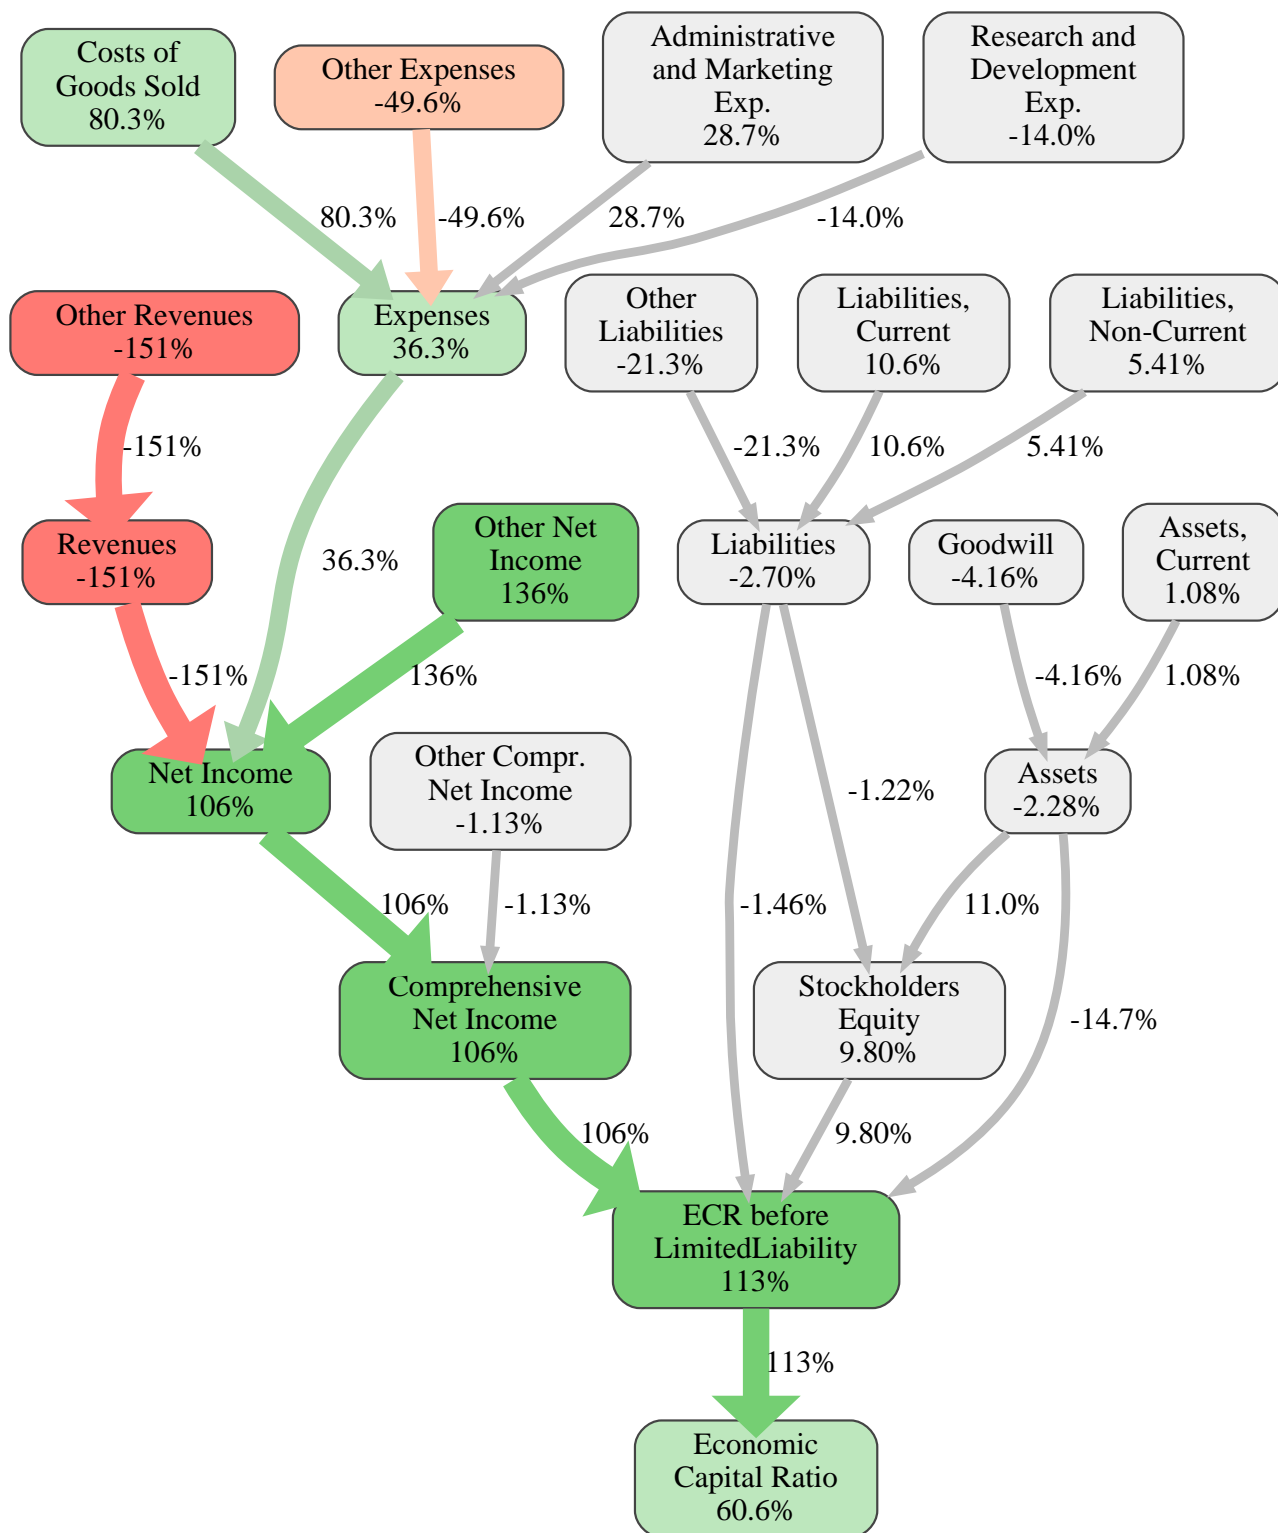 Costs of
Goods Sold
80.3%
Other Expenses
-49.6%
Administrative
and Marketing
Exp.
28.7%
Research and
Development
Exp.
-14.0%
80.3%
-49.6%
28.7%
-14.0%
Other Revenues
-151%
Expenses
36.3%
Other
Liabilities
-21.3%
Liabilities,
Current
10.6%
Liabilities,
Non-Current
5.41%
-151%
-21.3%
10.6%
5.41%
Revenues
-151%
36.3%
Other Net
Income
136%
Liabilities
-2.70%
Goodwill
-4.16%
Assets,
Current
1.08%
-151%
136%
-4.16%
1.08%
Net Income
106%
Other Compr.
Net Income
-1.13%
-1.22%
Assets
-2.28%
106%
-1.13%
-1.46%
11.0%
Comprehensive
Net Income
106%
Stockholders
Equity
9.80%
-14.7%
106%
9.80%
ECR before
LimitedLiability
113%
113%
Economic
Capital Ratio
60.6%